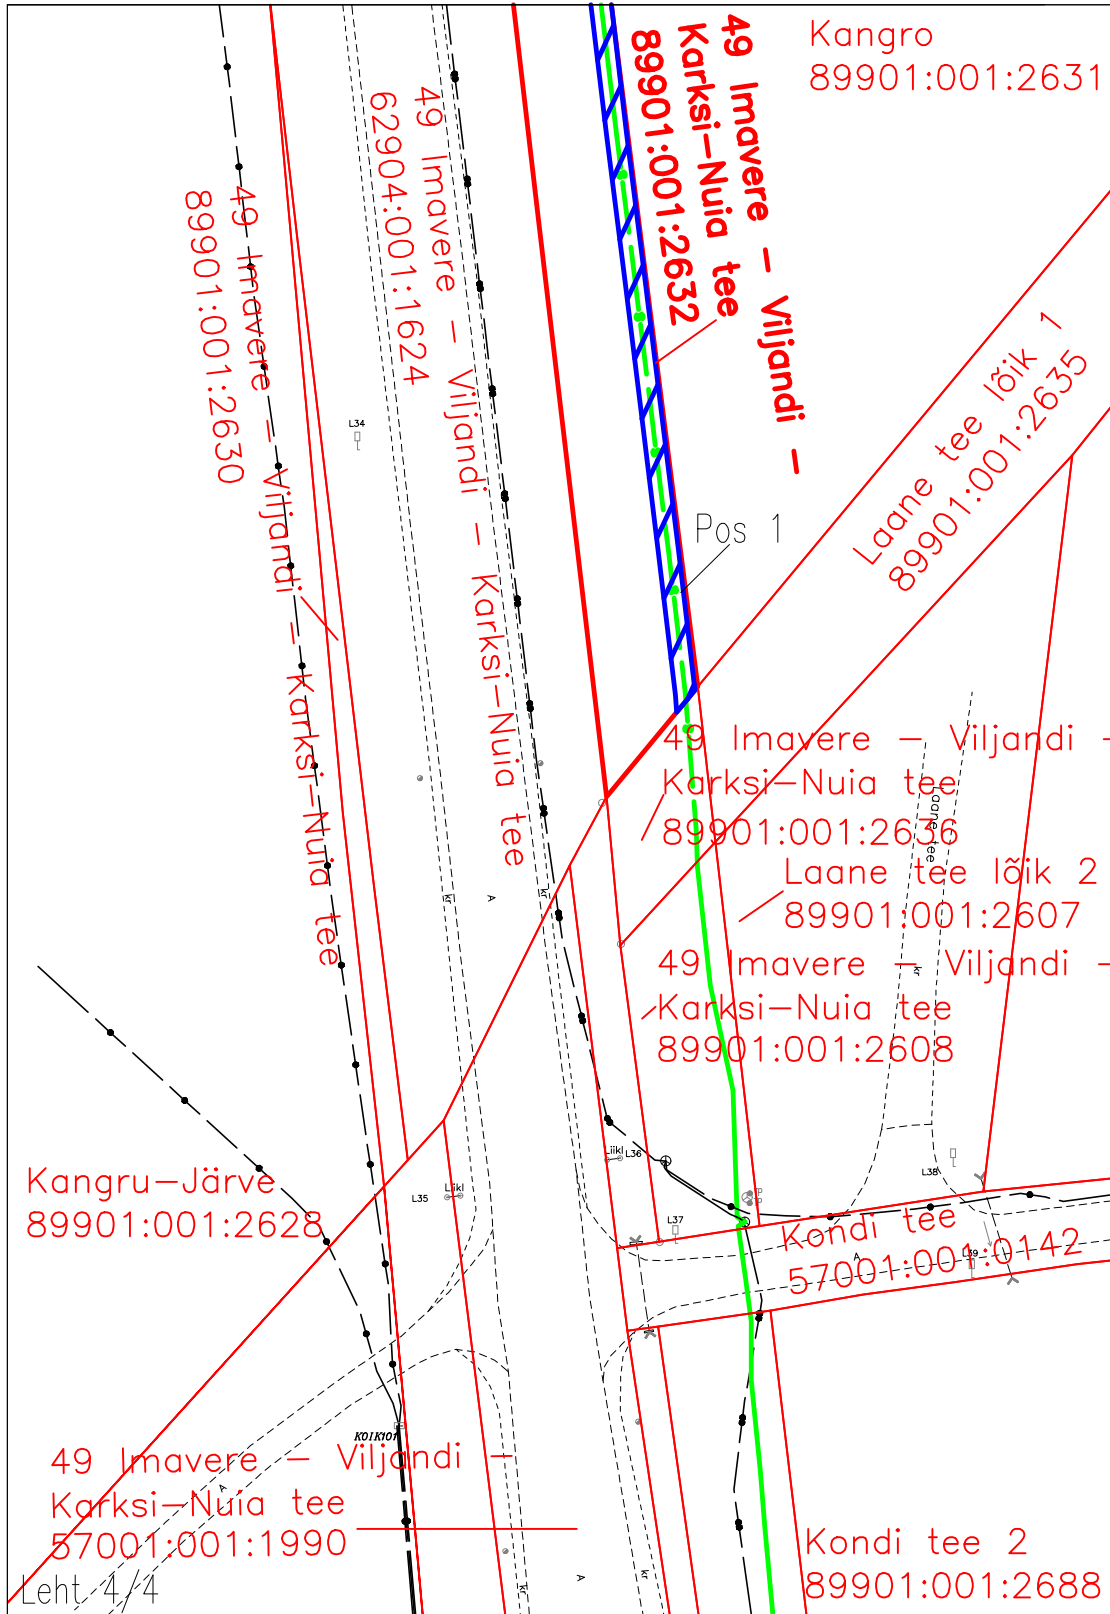 Kangro
89901:001:2631
49 Imavere – Viljandi –
Karksi–Nuia tee
89901:001:2632
49 Imavere – Viljandi – Karksi–Nuia tee
62904:001:1624
49 Imavere – Viljandi – Karksi–Nuia tee
89901:001:2630
Laane tee lõik 1
89901:001:2635
L34
Pos 1
49 Imavere – Viljandi –
Karksi–Nuia tee
89901:001:2636
Laane tee
Laane tee lõik 2
89901:001:2607
kr
A
kr
49 Imavere – Viljandi –
Karksi–Nuia tee
89901:001:2608
kr
Liikl
L36
L38
Kangru–Järve
89901:001:2628
L35
Liikl
L37
Kondi tee
57001:001:0142
A
L39
KOIK101
49 Imavere – Viljandi –
Karksi–Nuia tee
57001:001:1990
A
Kondi tee 2
89901:001:2688
kr
A
kr
Leht 4/4